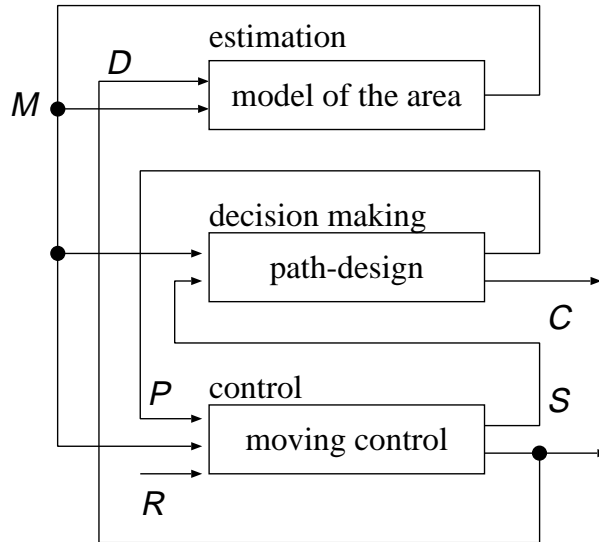 estimation
D
M
model of the area
decision making
path-design
C
P
control
S
moving control
R